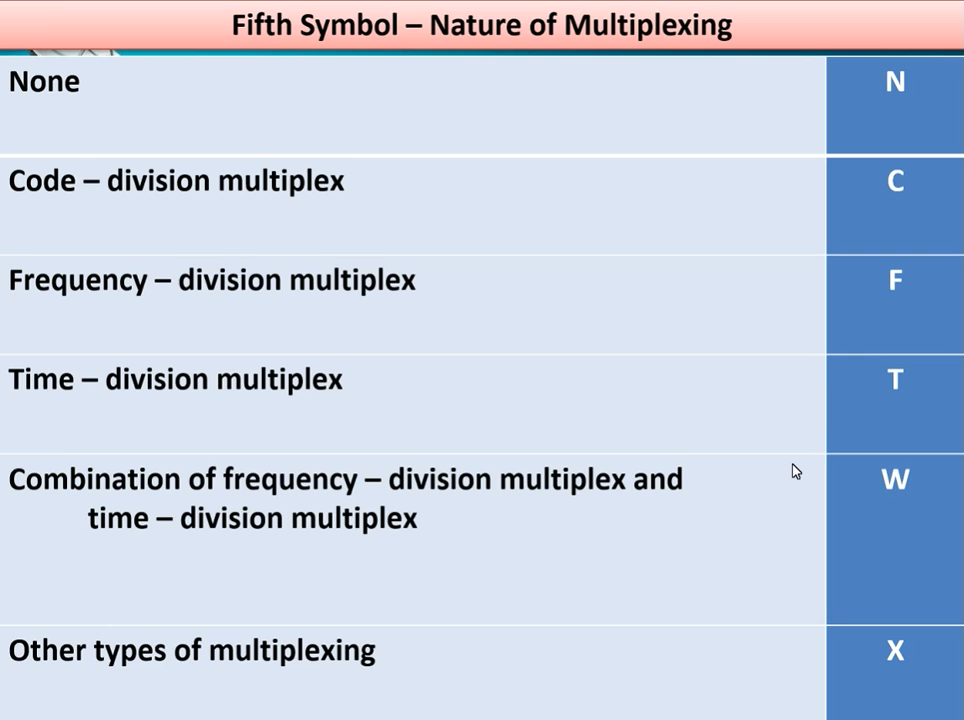 Fifth Symbol – Nature of Multiplexing
None N
Code – division multiplex C
Frequency – division multiplex F
Time – division multiplex T
Combination of frequency – division multiplex and W
time – division multiplex
Other types of multiplexing X